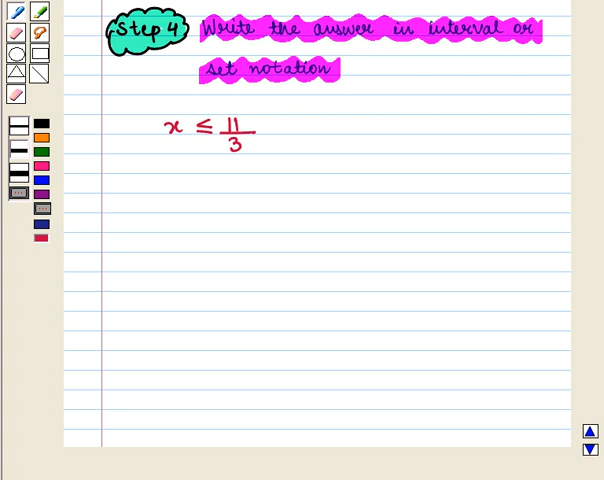 Step 4 Write the answer in interval or
set notation
x ≤ 11/3